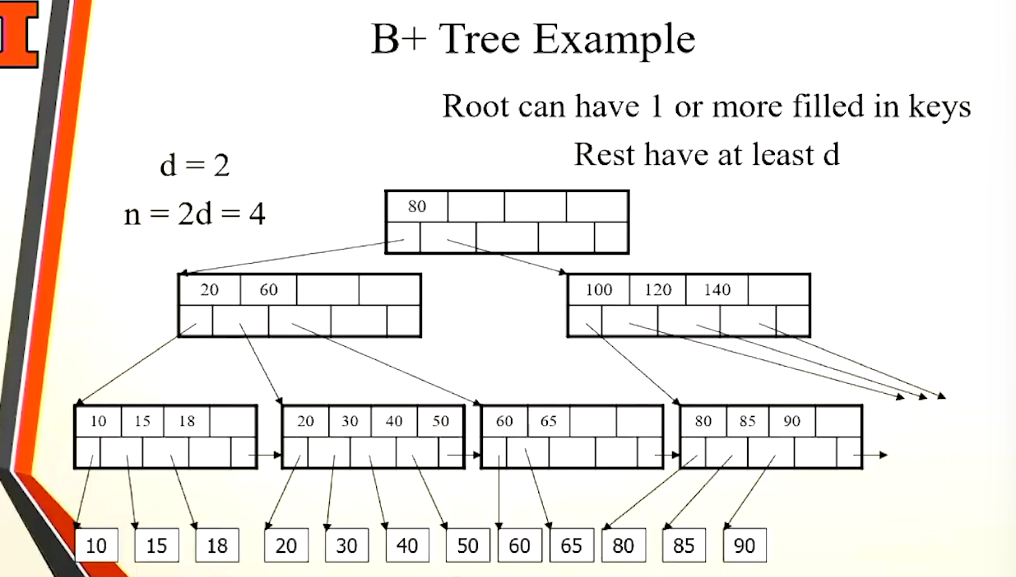 I
B+ Tree Example
Root can have 1 or more filled in keys
Rest have at least d
d = 2
n = 2d = 4
80
20 60
100 120 140
10 15 18
20 30 40 50
60 65
80 85 90
10 15 18 20 30 40 50 60 65 80 85 90